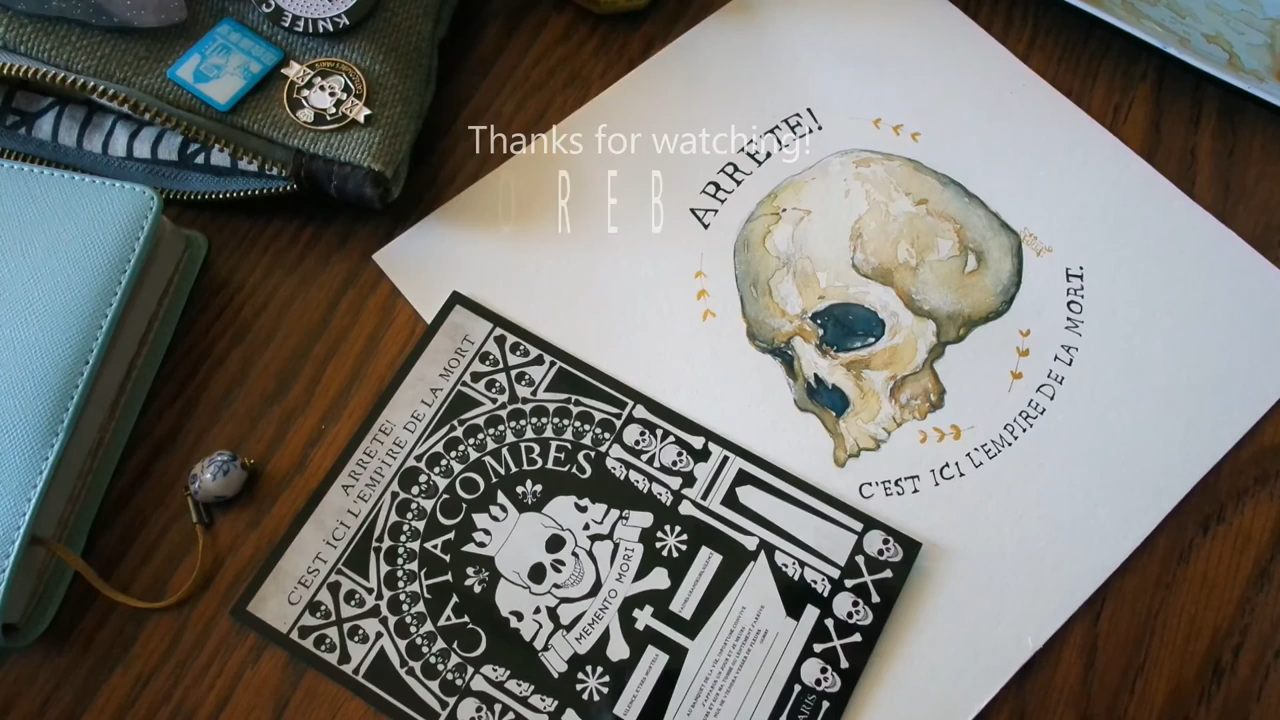 KNIFE C
Thanks for watching!
O R E B
ARRETE!
C'EST ICI L'EMPIRE DE LA MORT.
ARRETE!
C'EST ICI L'EMPIRE DE LA MORT
CATACOMBES
MEMENTO MORI
PARIS